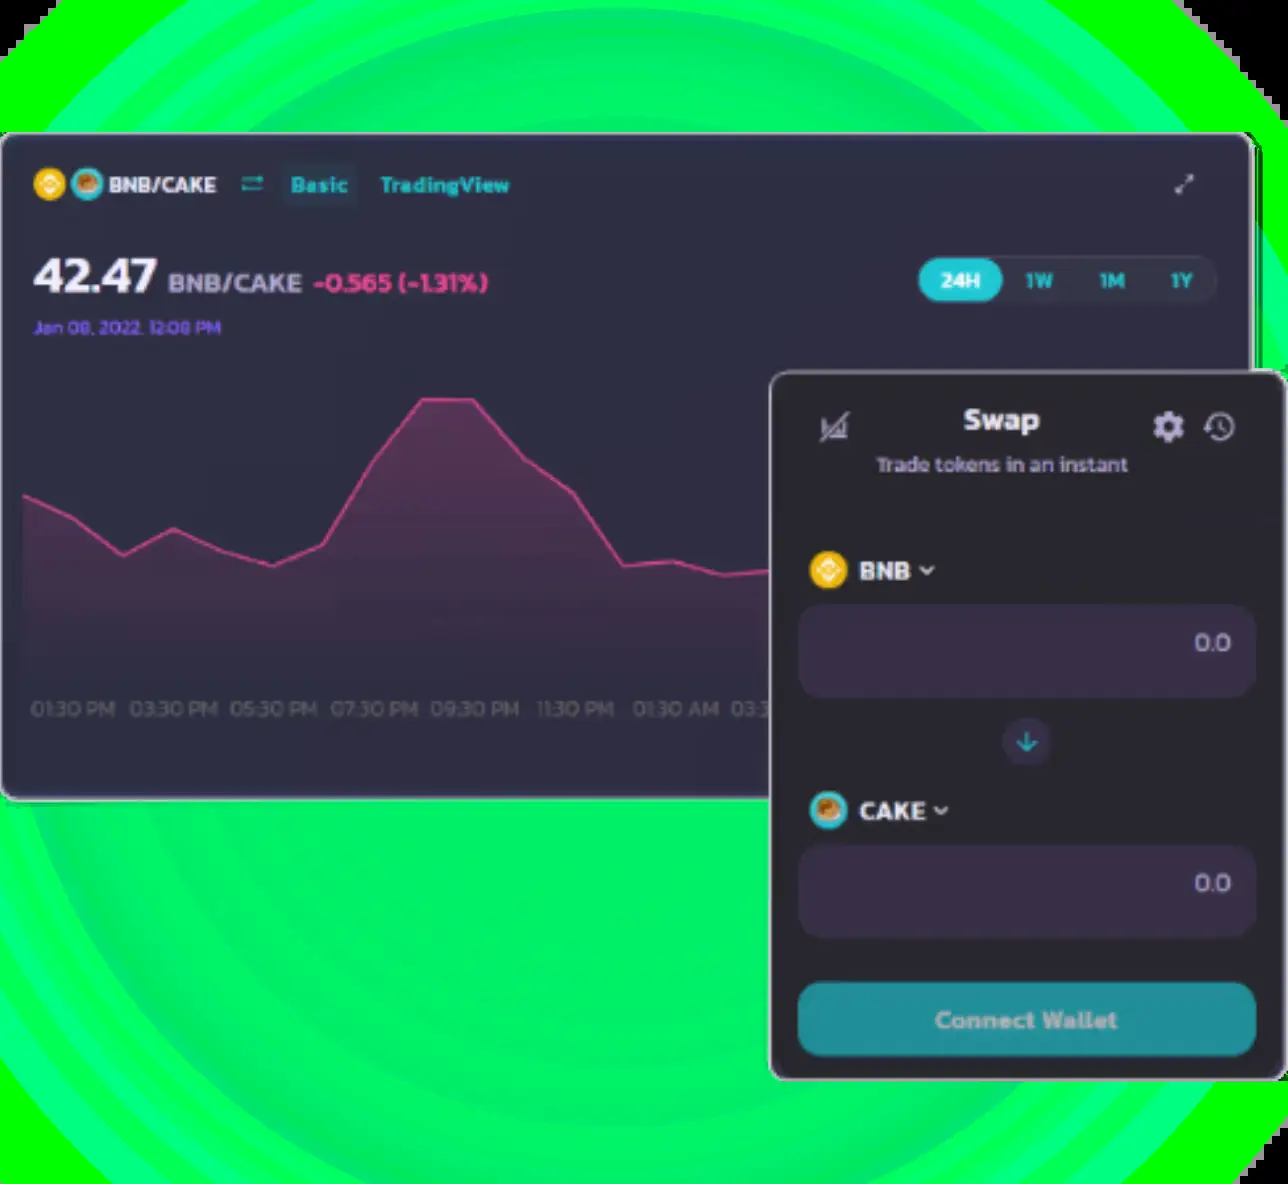 BNB/CAKE Basic TradingView
42.47 BNB/CAKE -0.565 (-1.31%)
24H 1W 1M 1Y
Jan 08, 2022, 12:08 PM
01:30 PM 03:30 PM 05:30 PM 07:30 PM 09:30 PM 11:30 PM 01:30 AM 03:3
Swap
Trade tokens in an instant
BNB
0.0
CAKE
0.0
Connect Wallet